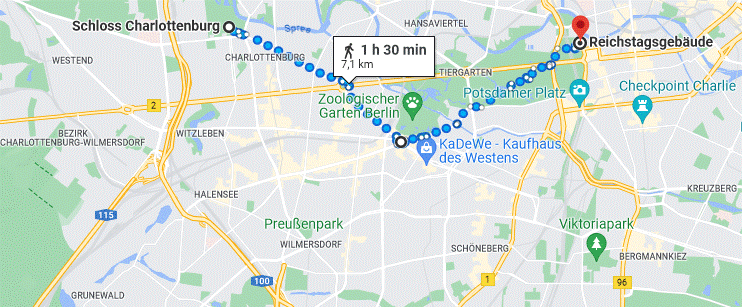 HANSAVIERTEL
Schloss Charlottenburg
Spree
1 h 30 min
7,1 km
Reichstagsgebäude
WESTEND
CHARLOTTENBURG
TIERGARTEN
2
Zoologischer
Garten Berlin
Potsdamer Platz
Checkpoint Charlie
2
BEZIRK
CHARLOTTENBURG-WILMERSDORF
WITZLEBEN
KaDeWe - Kaufhaus
des Westens
HALENSEE
KREUZBERG
115
Preußenpark
Viktoriapark
WILMERSDORF
SCHÖNEBERG
BERGMANNKIEZ
GRUNEWALD
100
1
96